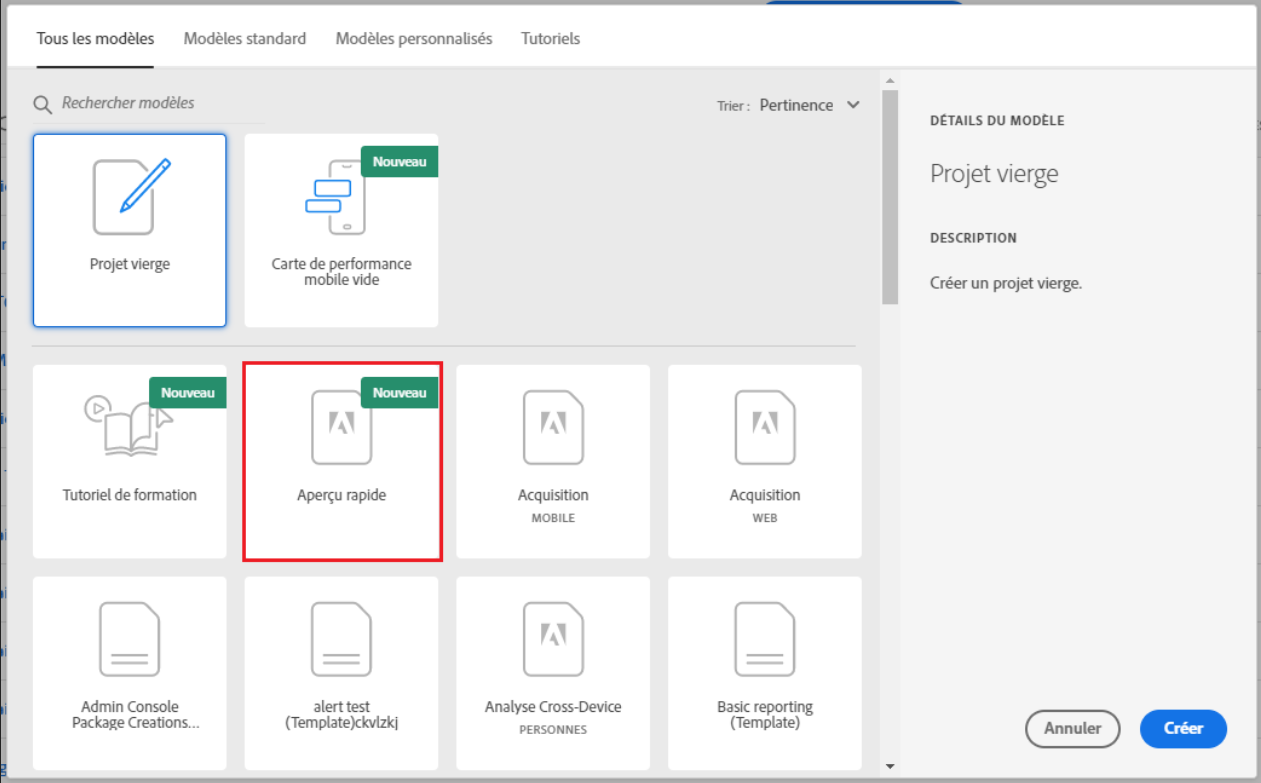 Tous les modèles Modèles standard Modèles personnalisés Tutoriels
Rechercher modèles
Trier : Pertinence
Projet vierge
Nouveau
Carte de performance
mobile vide
Nouveau
Tutoriel de formation
Nouveau
Aperçu rapide
Acquisition
MOBILE
Acquisition
WEB
Admin Console
Package Creations...
alert test
(Template)ckvlzkj
Analyse Cross-Device
PERSONNES
Basic reporting
(Template)
DÉTAILS DU MODÈLE
Projet vierge
DESCRIPTION
Créer un projet vierge.
Annuler Créer